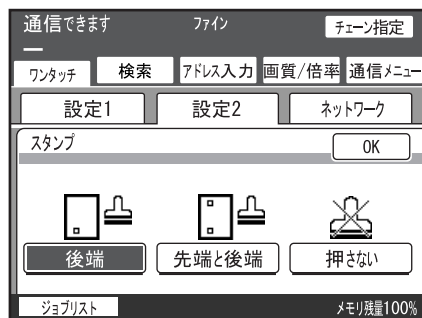 通信できます ファイン チェーン指定
ワンタッチ 検索 アドレス入力 画質/倍率 通信メニュー
設定1 設定2 ネットワーク
スタンプ OK
後端 先端と後端 押さない
ジョブリスト メモリ残量100%